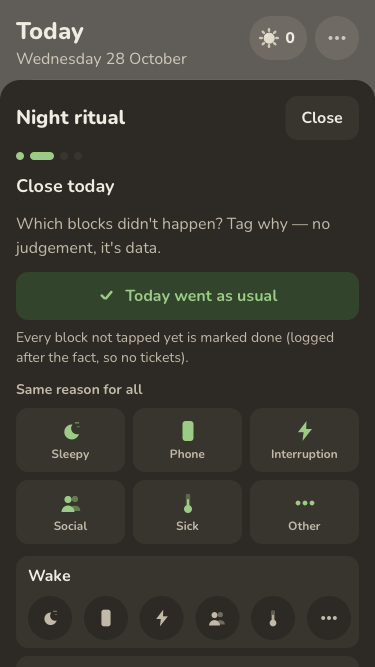 Today
Wednesday 28 October
0
Night ritual
Close
Close today
Which blocks didn't happen? Tag why — no
judgement, it's data.
Today went as usual
Every block not tapped yet is marked done (logged
after the fact, so no tickets).
Same reason for all
Sleepy
Phone
Interruption
Social
Sick
Other
Wake